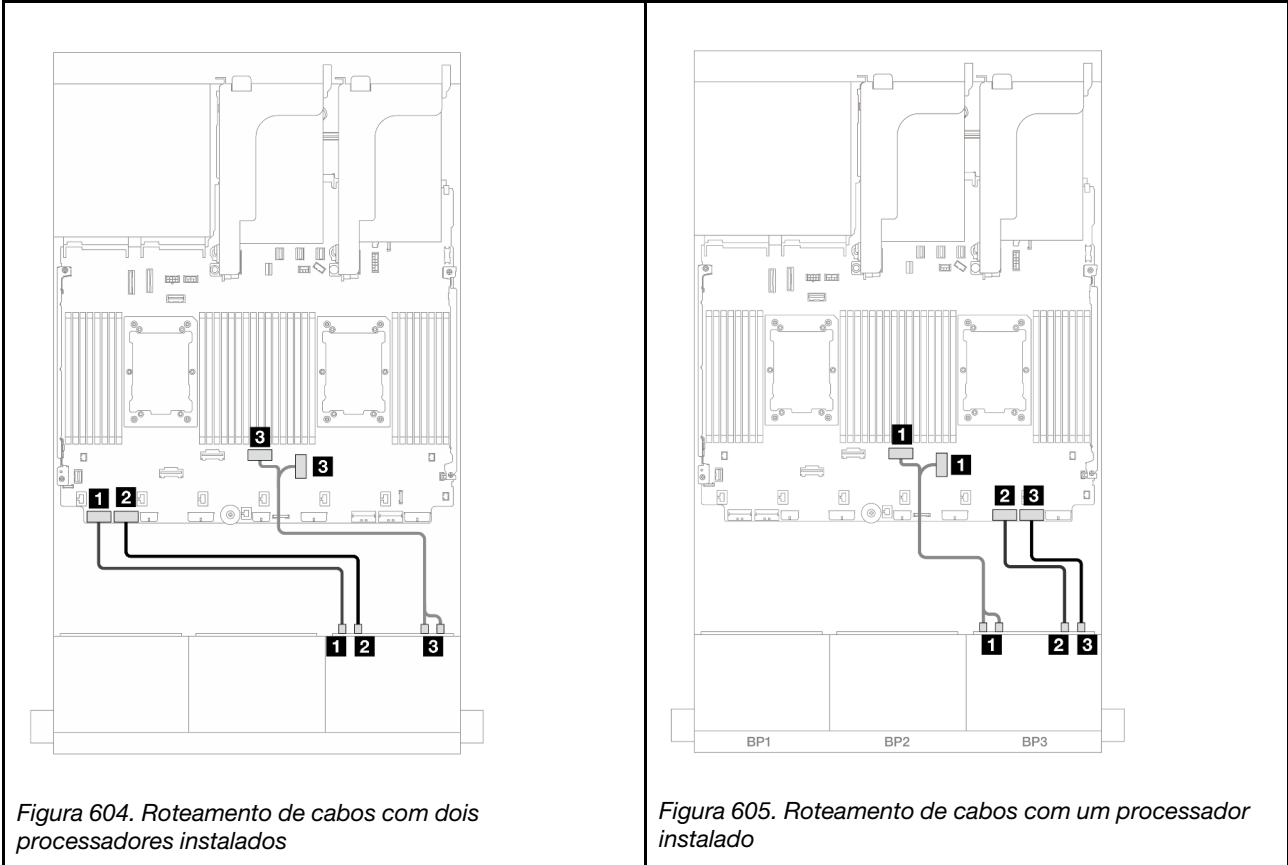 3
3
1 2
1 2 3
Figura 604. Roteamento de cabos com dois
processadores instalados
1
1
2 3
1 2 3
BP1 BP2 BP3
Figura 605. Roteamento de cabos com um processador
instalado